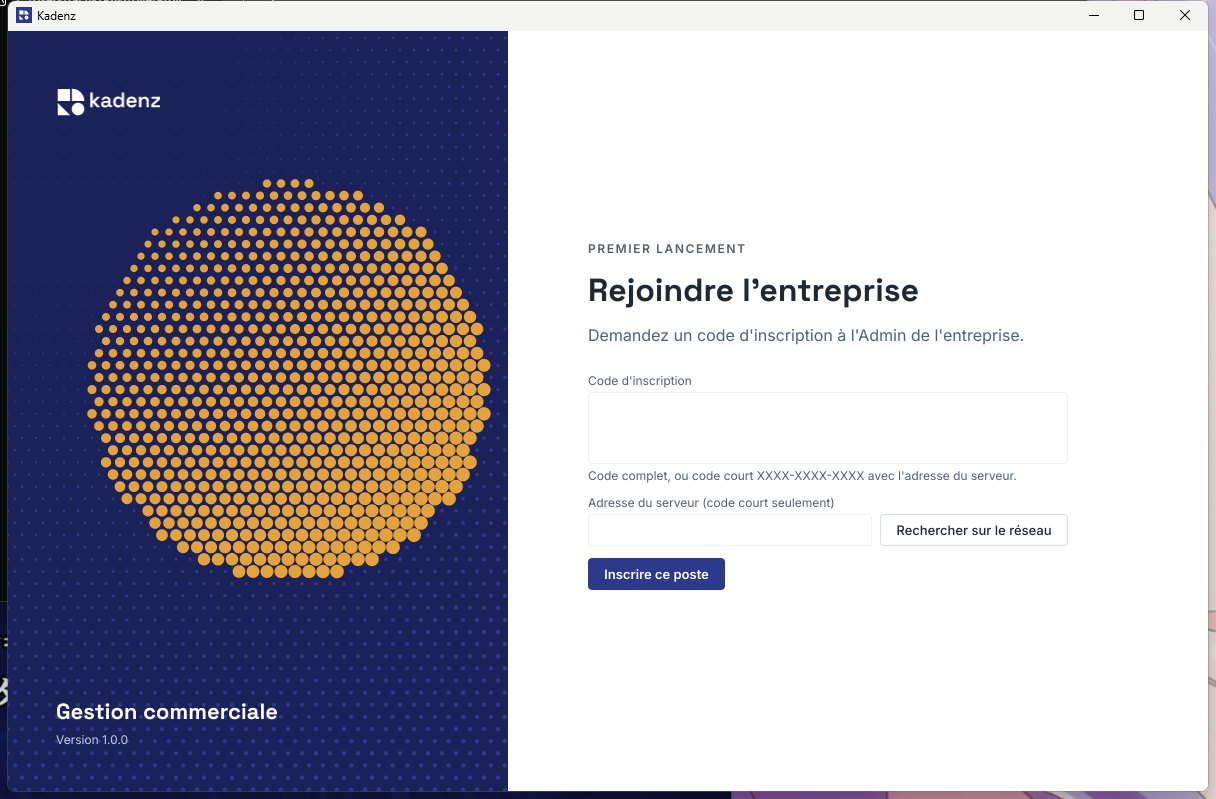 Kadenz
kadenz
PREMIER LANCEMENT
Rejoindre l'entreprise
Demandez un code d'inscription à l'Admin de l'entreprise.
Code d'inscription
Code complet, ou code court XXXX-XXXX-XXXX avec l'adresse du serveur.
Adresse du serveur (code court seulement)
Rechercher sur le réseau
Inscrire ce poste
Gestion commerciale
Version 1.0.0